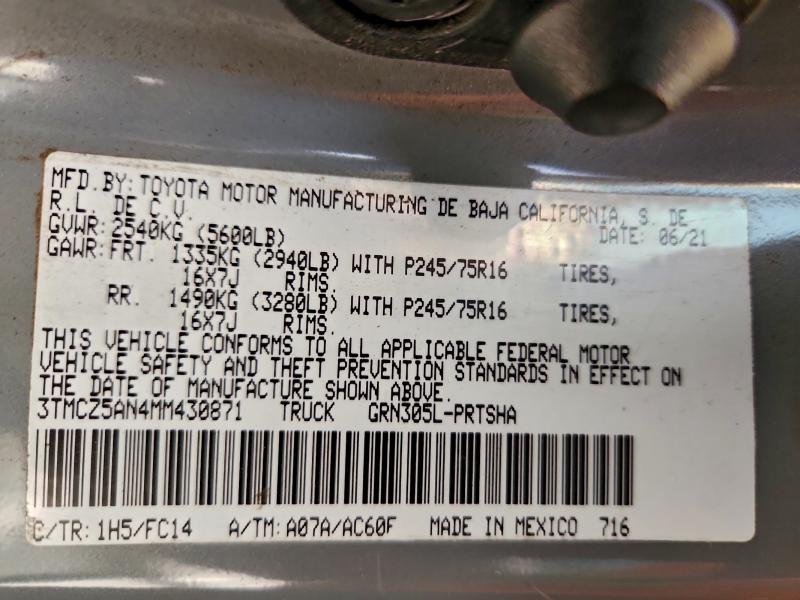 MFD.BY: TOYOTA MOTOR MANUFACTURING DE BAJA CALIFORNIA, S. DE
R.L. DE C.V. DATE: 06/21
GVWR: 2540KG (5600LB)
GAWR: FRT. 1335KG (2940LB) WITH P245/75R16 TIRES,
16X7J RIMS.
RR. 1490KG (3280LB) WITH P245/75R16 TIRES,
16X7J RIMS.
THIS VEHICLE CONFORMS TO ALL APPLICABLE FEDERAL MOTOR
VEHICLE SAFETY AND THEFT PREVENTION STANDARDS IN EFFECT ON
THE DATE OF MANUFACTURE SHOWN ABOVE.
3TMCZ5AN4MM430871 TRUCK GRN305L-PRTSHA
C/TR: 1H5/FC14 A/TM: A07A/AC60F MADE IN MEXICO 716